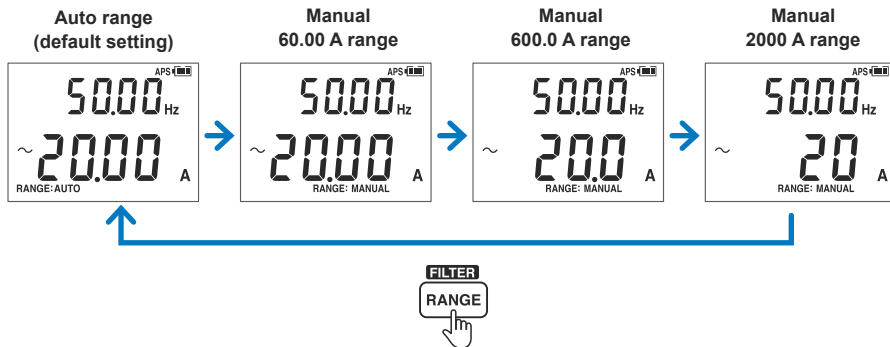 Auto range
(default setting)
Manual
60.00 A range
Manual
600.0 A range
Manual
2000 A range
APS
50.00 Hz
~ 20.00 A
RANGE: AUTO
APS
50.00 Hz
~ 20.00 A
RANGE: MANUAL
APS
50.00 Hz
~ 20.0 A
RANGE: MANUAL
APS
50.00 Hz
~ 20 A
RANGE: MANUAL
FILTER
RANGE